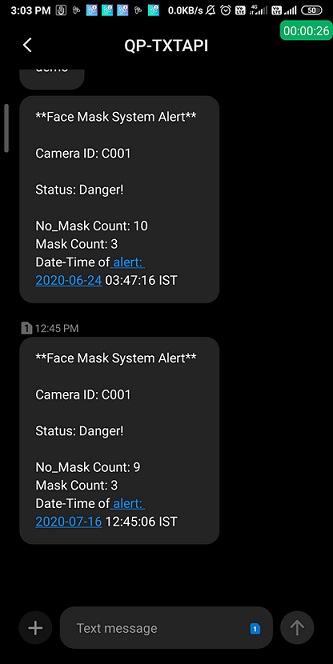 3:03 PM
0.0KB/s
4G
50
00:00:26
QP-TXTAPI
demo
**Face Mask System Alert**
Camera ID: C001
Status: Danger!
No_Mask Count: 10
Mask Count: 3
Date-Time of alert:
2020-06-24 03:47:16 IST
1 12:45 PM
**Face Mask System Alert**
Camera ID: C001
Status: Danger!
No_Mask Count: 9
Mask Count: 3
Date-Time of alert:
2020-07-16 12:45:06 IST
Text message
1